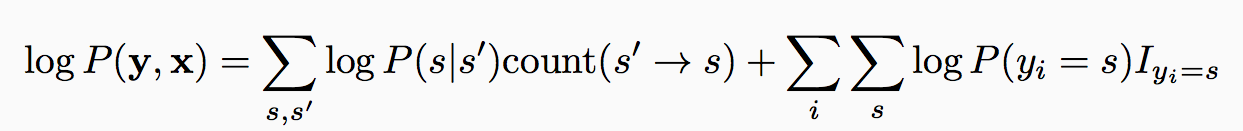 log P(𝐲, 𝐱) = ∑_{s,s′} log P(s|s′)count(s′ → s) + ∑_i ∑_s log P(y_i = s)I_{y_i=s}